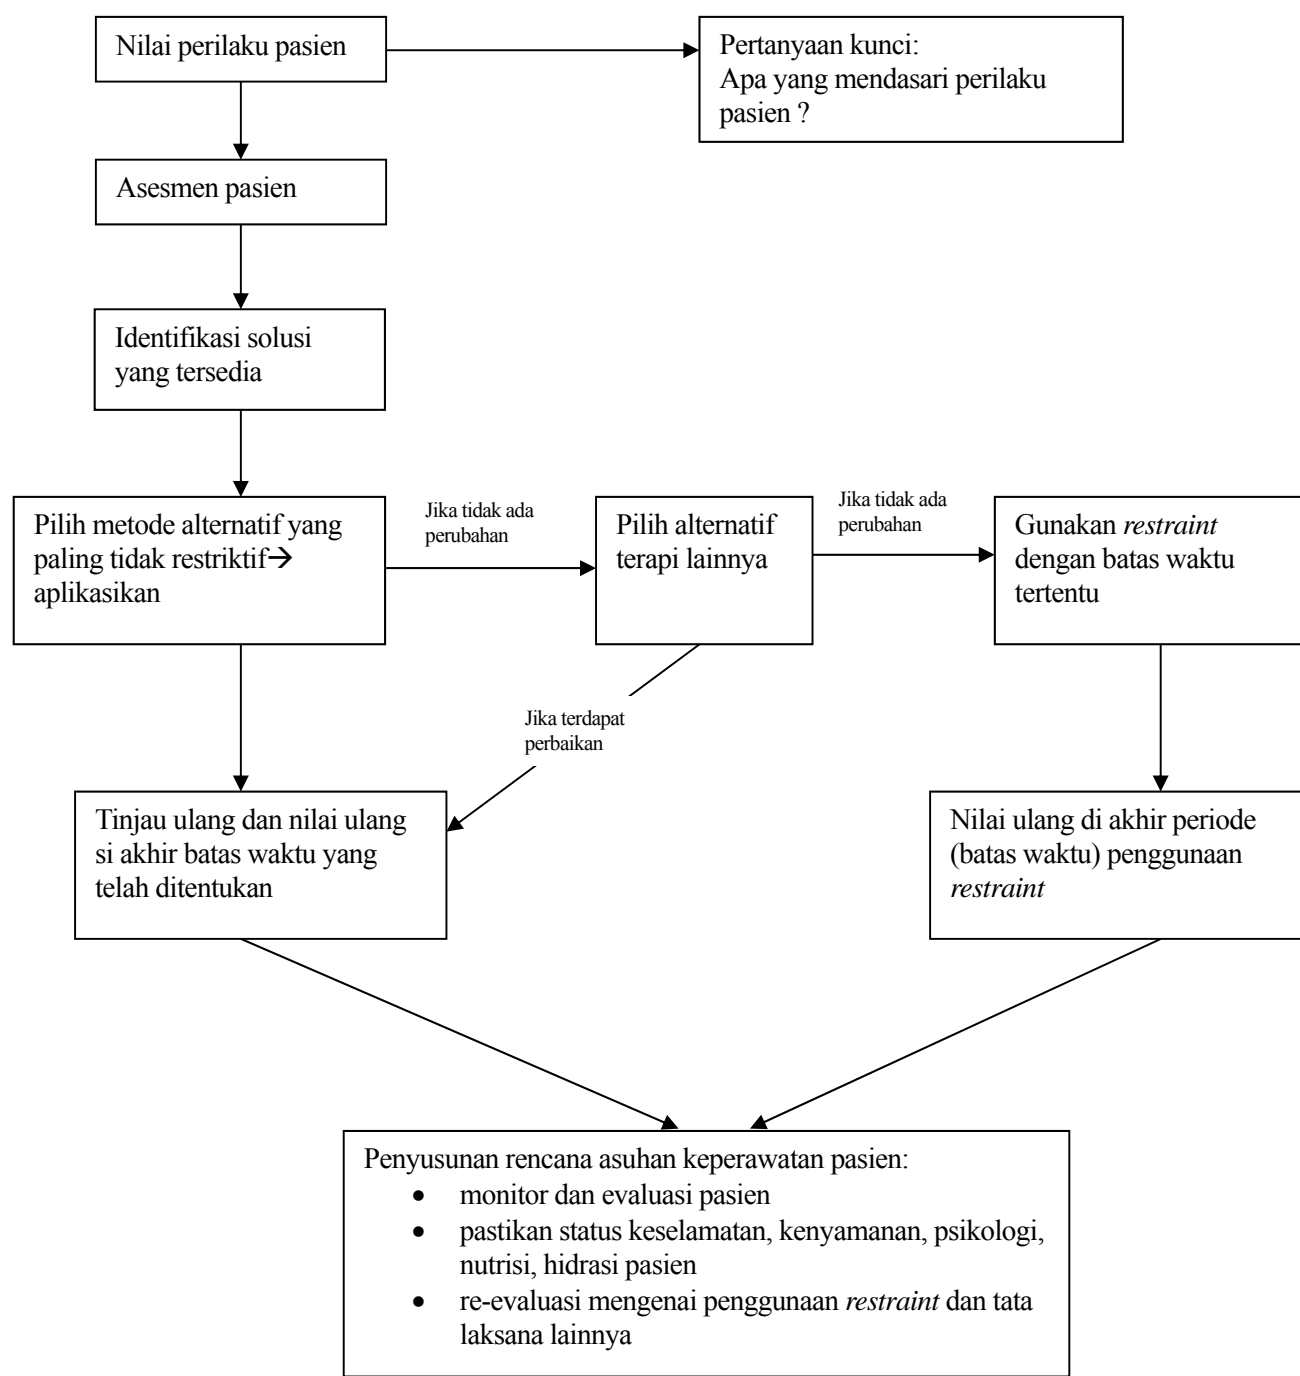 Nilai perilaku pasien
Pertanyaan kunci:
Apa yang mendasari perilaku
pasien ?
Asesmen pasien
Identifikasi solusi
yang tersedia
Pilih metode alternatif yang
paling tidak restriktif→
aplikasikan
Jika tidak ada
perubahan
Pilih alternatif
terapi lainnya
Jika tidak ada
perubahan
Gunakan restraint
dengan batas waktu
tertentu
Jika terdapat
perbaikan
Tinjau ulang dan nilai ulang
si akhir batas waktu yang
telah ditentukan
Nilai ulang di akhir periode
(batas waktu) penggunaan
restraint
Penyusunan rencana asuhan keperawatan pasien:
• monitor dan evaluasi pasien
• pastikan status keselamatan, kenyamanan, psikologi,
nutrisi, hidrasi pasien
• re-evaluasi mengenai penggunaan restraint dan tata
laksana lainnya